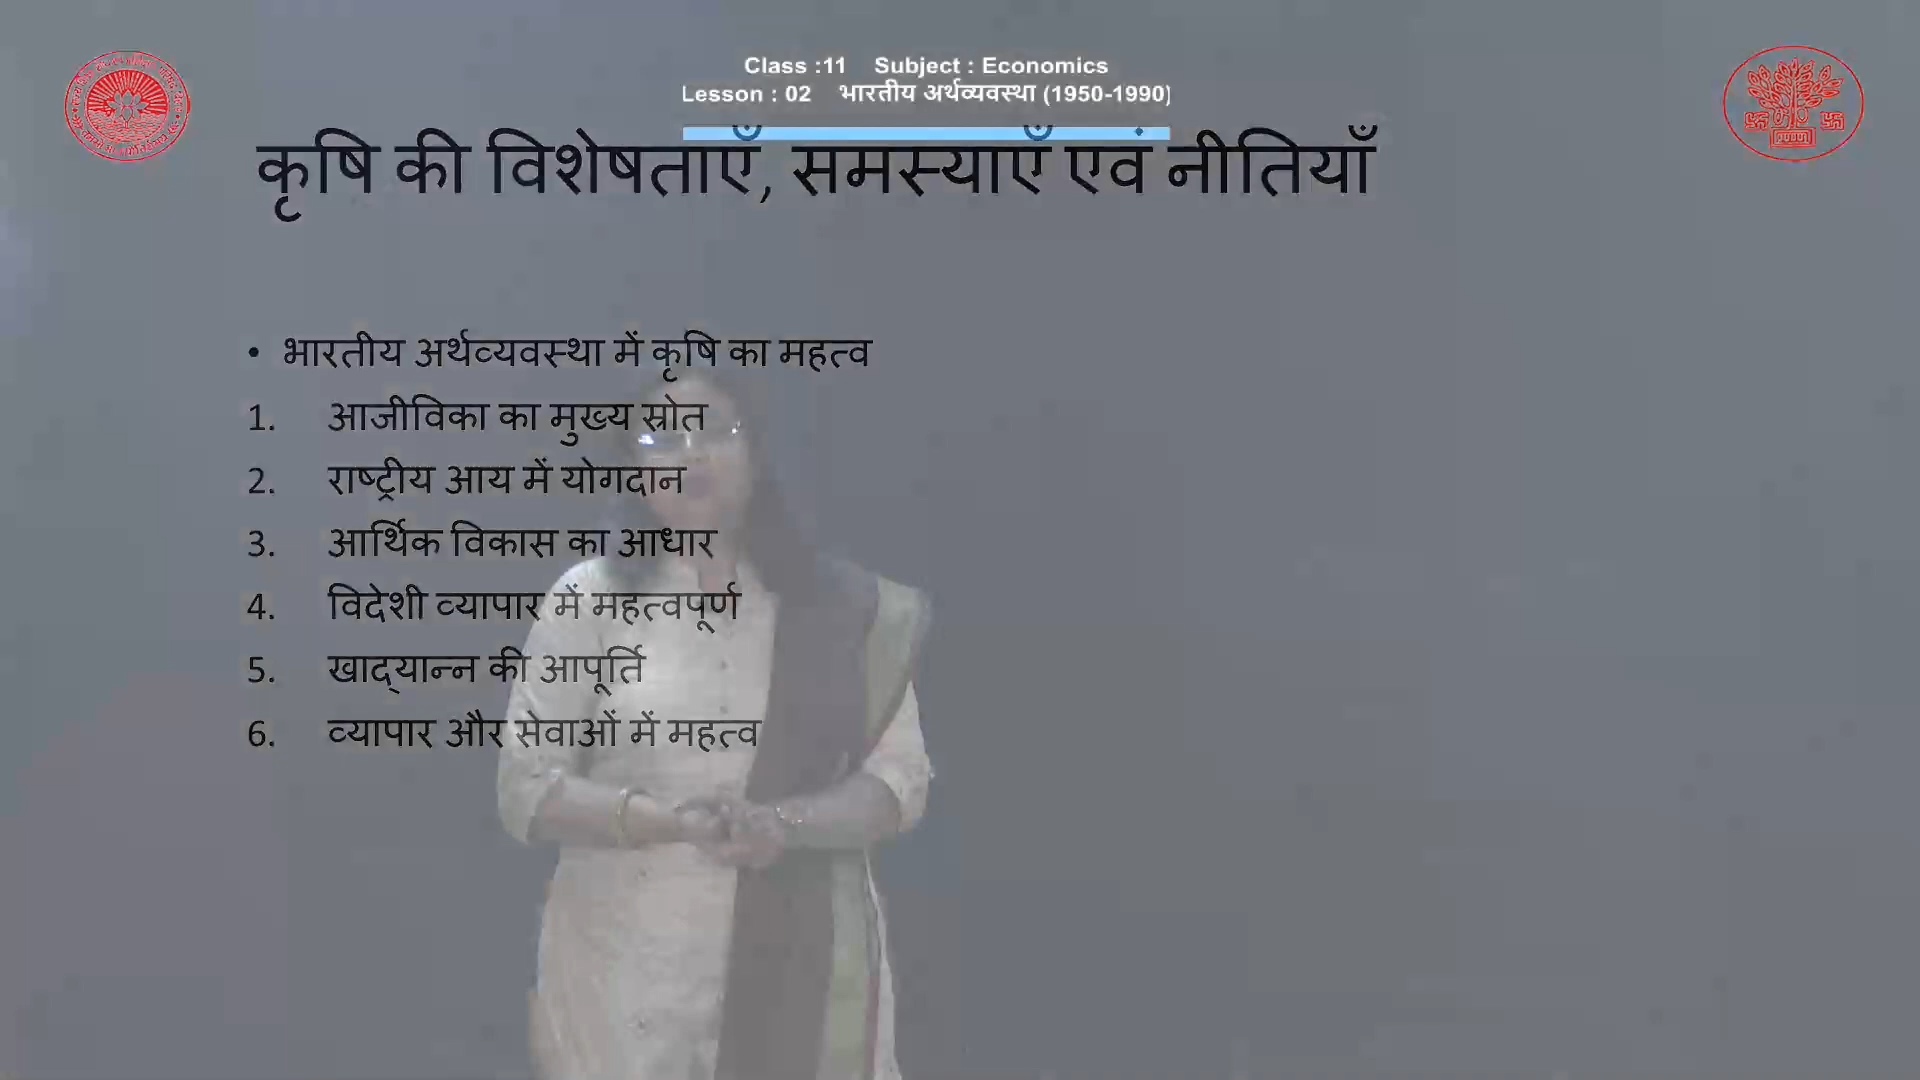 Class :11 Subject : Economics
Lesson : 02 भारतीय अर्थव्यवस्था (1950-1990)
कृषि की विशेषताएँ, समस्याएँ एवं नीतियाँ
• भारतीय अर्थव्यवस्था में कृषि का महत्व
1. आजीविका का मुख्य स्रोत
2. राष्ट्रीय आय में योगदान
3. आर्थिक विकास का आधार
4. विदेशी व्यापार में महत्वपूर्ण
5. खाद्यान्न की आपूर्ति
6. व्यापार और सेवाओं में महत्व